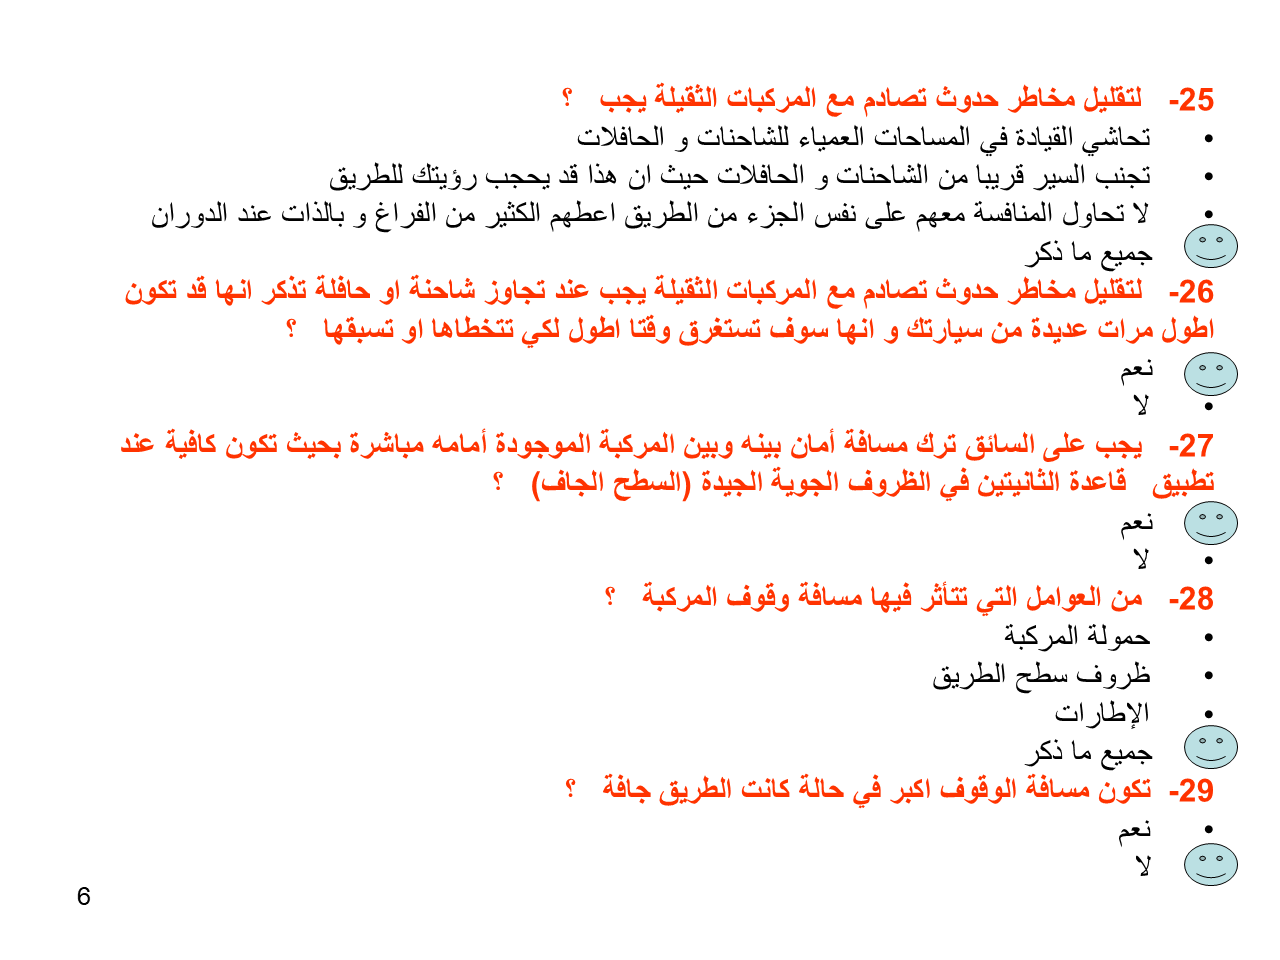 25- لتقليل مخاطر حدوث تصادم مع المركبات الثقيلة يجب ؟
• تحاشي القيادة في المساحات العمياء للشاحنات و الحافلات
• تجنب السير قريبا من الشاحنات و الحافلات حيث ان هذا قد يحجب رؤيتك للطريق
• لا تحاول المنافسة معهم على نفس الجزء من الطريق اعطهم الكثير من الفراغ و بالذات عند الدوران
جميع ما ذكر
26- لتقليل مخاطر حدوث تصادم مع المركبات الثقيلة يجب عند تجاوز شاحنة او حافلة تذكر انها قد تكون
اطول مرات عديدة من سيارتك و انها سوف تستغرق وقتا اطول لكي تتخطاها او تسبقها ؟
نعم
• لا
27- يجب على السائق ترك مسافة أمان بينه وبين المركبة الموجودة أمامه مباشرة بحيث تكون كافية عند
تطبيق قاعدة الثانيتين في الظروف الجوية الجيدة (السطح الجاف) ؟
نعم
• لا
28- من العوامل التي تتأثر فيها مسافة وقوف المركبة ؟
• حمولة المركبة
• ظروف سطح الطريق
• الإطارات
جميع ما ذكر
29- تكون مسافة الوقوف اكبر في حالة كانت الطريق جافة ؟
• نعم
لا
6